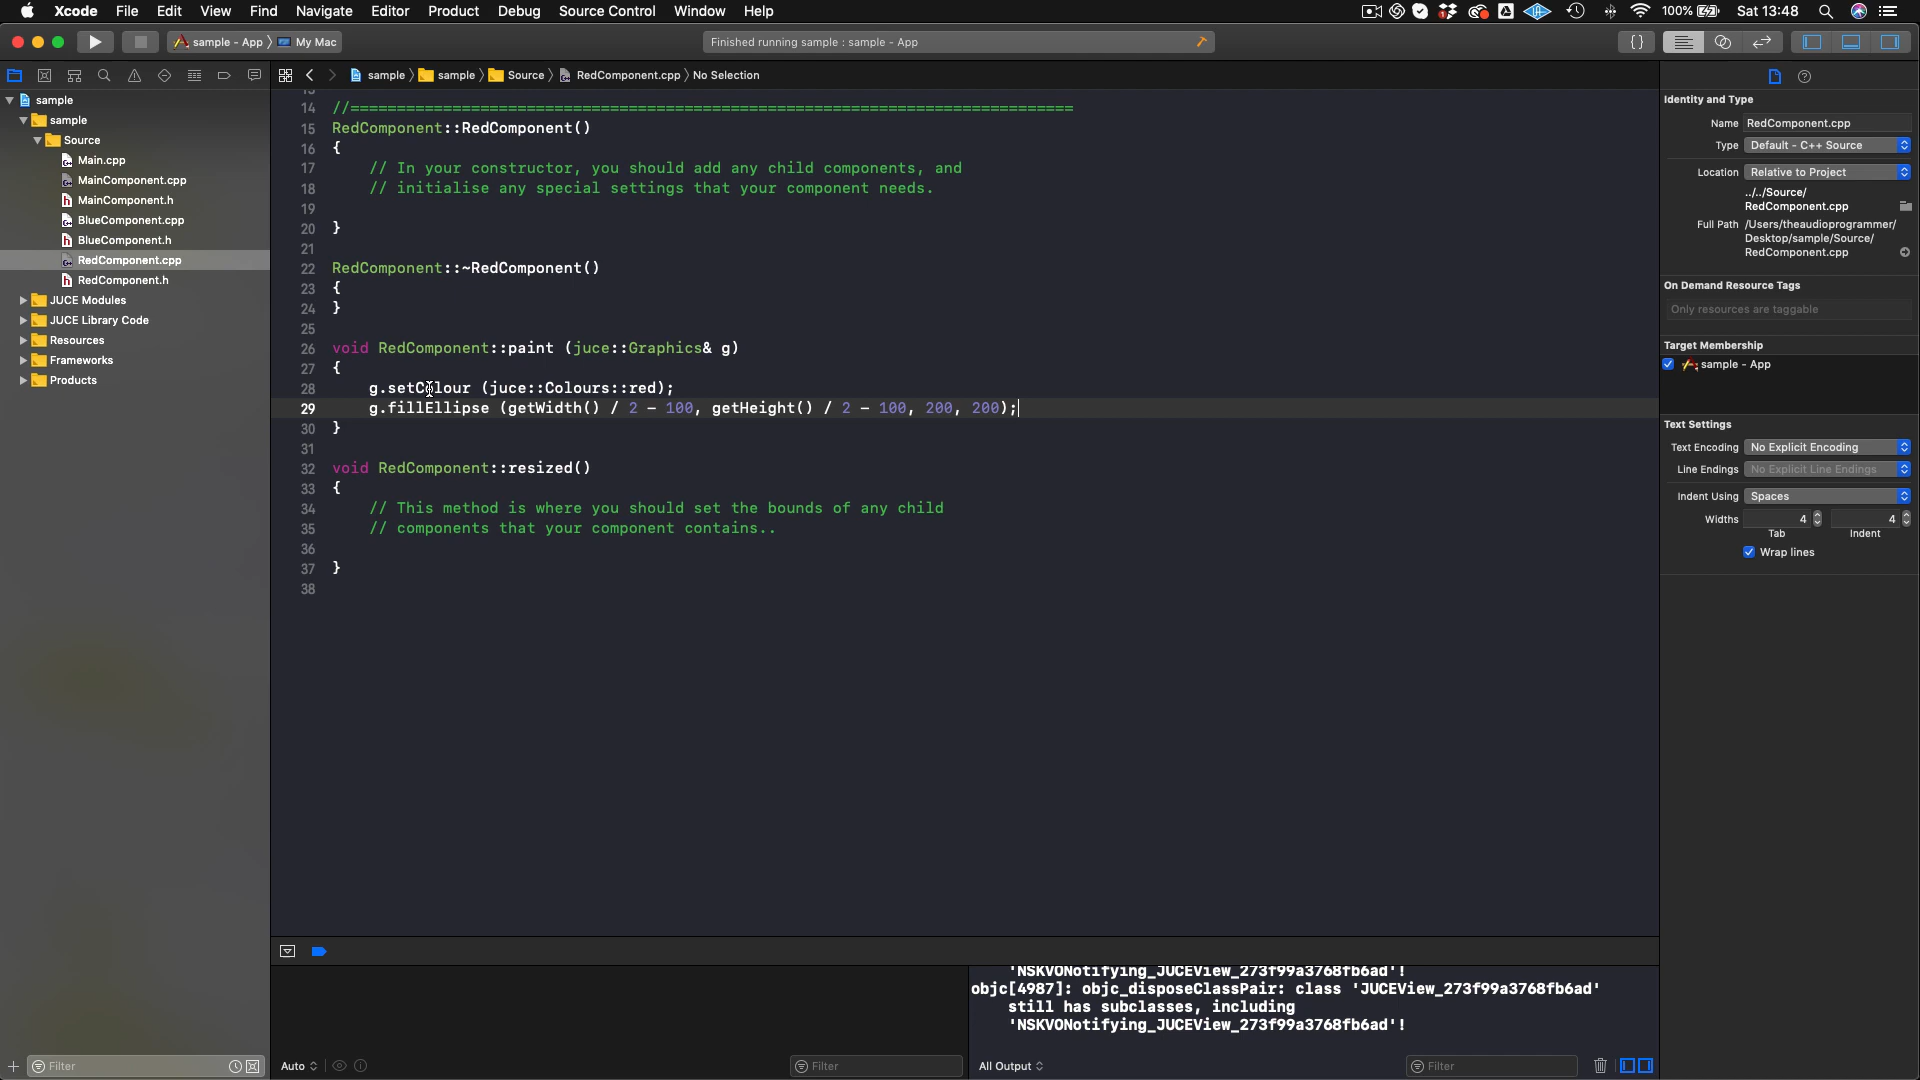 Xcode File Edit View Find Navigate Editor Product Debug Source Control Window Help 100% Sat 13:48
sample - App 〉 My Mac Finished running sample : sample - App {}
sample 〉 sample 〉 Source 〉 RedComponent.cpp 〉 No Selection
sample
sample
Source
Main.cpp
MainComponent.cpp
MainComponent.h
BlueComponent.cpp
BlueComponent.h
RedComponent.cpp
RedComponent.h
JUCE Modules
JUCE Library Code
Resources
Frameworks
Products
Filter
14 //==============================================================================
15 RedComponent::RedComponent()
16 {
17 // In your constructor, you should add any child components, and
18 // initialise any special settings that your component needs.
19
20 }
21
22 RedComponent::~RedComponent()
23 {
24 }
25
26 void RedComponent::paint (juce::Graphics& g)
27 {
28 g.setColour (juce::Colours::red);
29 g.fillEllipse (getWidth() / 2 - 100, getHeight() / 2 - 100, 200, 200);
30 }
31
32 void RedComponent::resized()
33 {
34 // This method is where you should set the bounds of any child
35 // components that your component contains..
36
37 }
38
Identity and Type
Name RedComponent.cpp
Type Default - C++ Source
Location Relative to Project
../../Source/
RedComponent.cpp
Full Path /Users/theaudioprogrammer/
Desktop/sample/Source/
RedComponent.cpp
On Demand Resource Tags
Only resources are taggable
Target Membership
sample - App
Text Settings
Text Encoding No Explicit Encoding
Line Endings No Explicit Line Endings
Indent Using Spaces
Widths 4 4
Tab Indent
Wrap lines
'NSKVONotifying_JUCEView_273f99a3768fb6ad'!
objc[4987]: objc_disposeClassPair: class 'JUCEView_273f99a3768fb6ad'
still has subclasses, including
'NSKVONotifying_JUCEView_273f99a3768fb6ad'!
Auto Filter All Output Filter